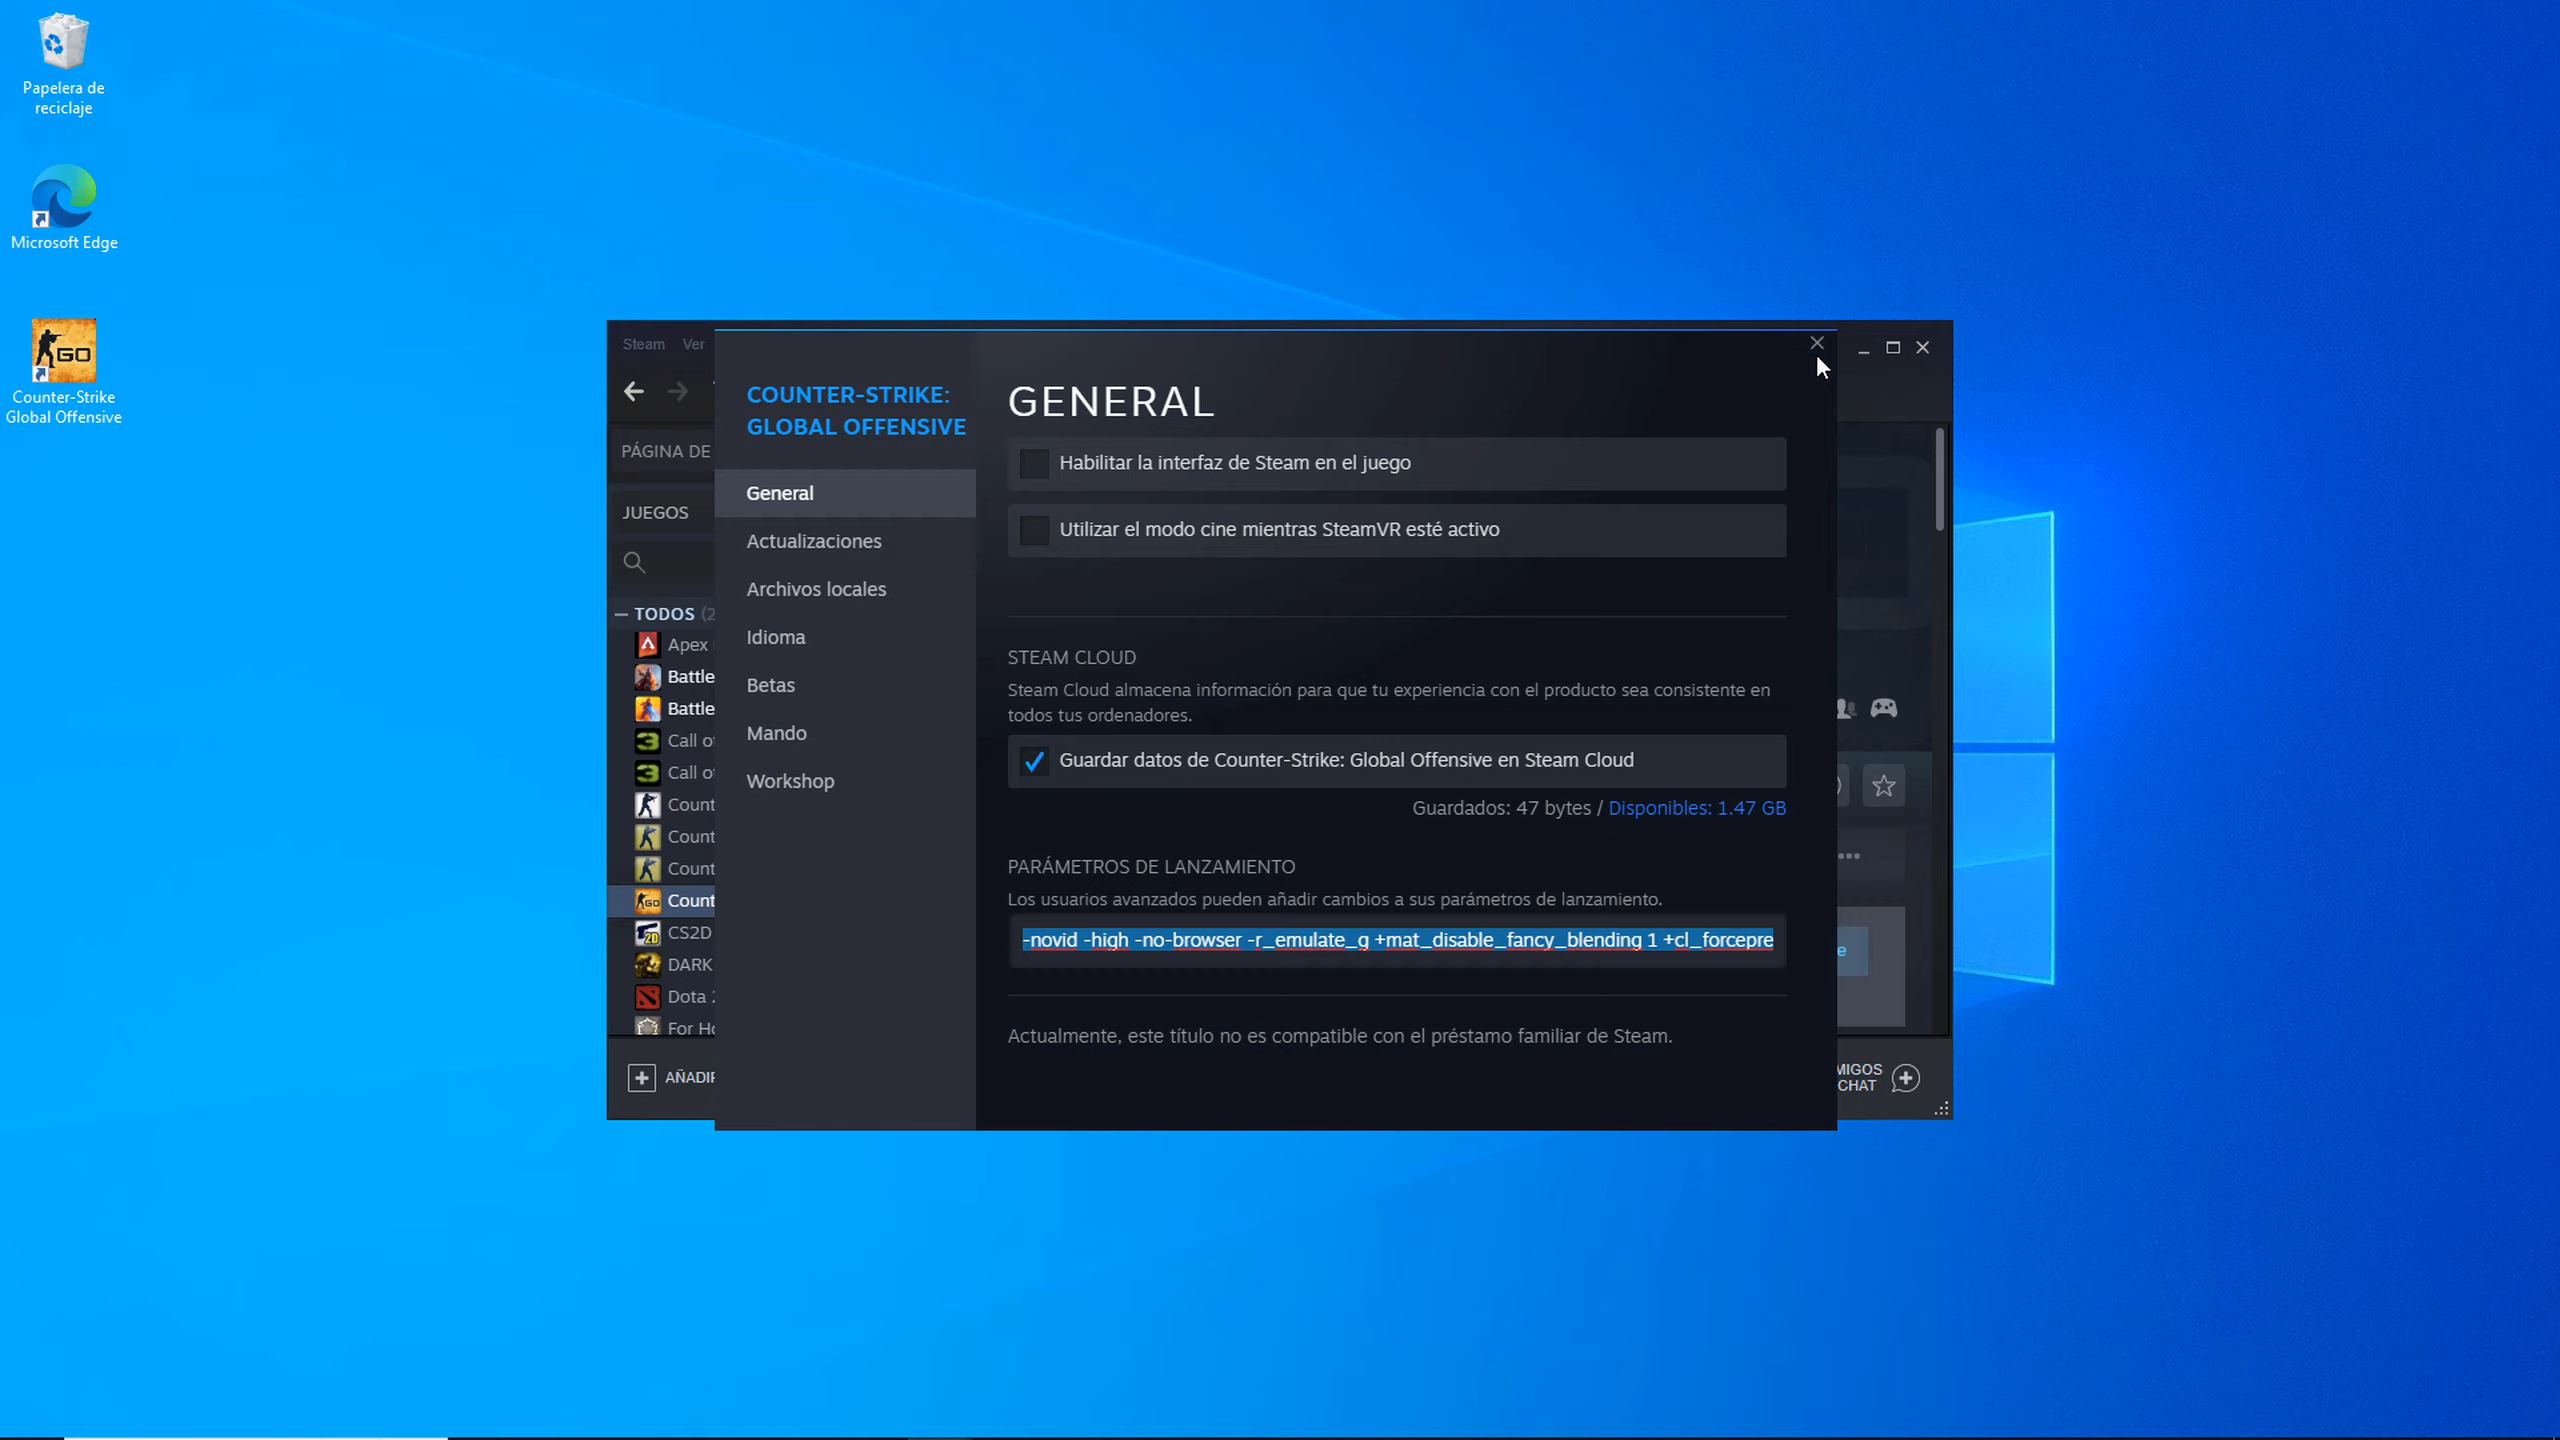 Papelera de
reciclaje
Microsoft Edge
GO
Counter-Strike
Global Offensive
Steam Ver
PÁGINA DE
JUEGOS
TODOS (2
Apex
Battle
Battle
Call o
Call o
Count
Count
Count
Count
CS2D
DARK
Dota 2
For Ho
AÑADIR
COUNTER-STRIKE:
GLOBAL OFFENSIVE
General
Actualizaciones
Archivos locales
Idioma
Betas
Mando
Workshop
GENERAL
Habilitar la interfaz de Steam en el juego
Utilizar el modo cine mientras SteamVR esté activo
STEAM CLOUD
Steam Cloud almacena información para que tu experiencia con el producto sea consistente en
todos tus ordenadores.
Guardar datos de Counter-Strike: Global Offensive en Steam Cloud
Guardados: 47 bytes / Disponibles: 1.47 GB
PARÁMETROS DE LANZAMIENTO
Los usuarios avanzados pueden añadir cambios a sus parámetros de lanzamiento.
-novid -high -no-browser -r_emulate_g +mat_disable_fancy_blending 1 +cl_forcepre
Actualmente, este título no es compatible con el préstamo familiar de Steam.
e
MIGOS
CHAT